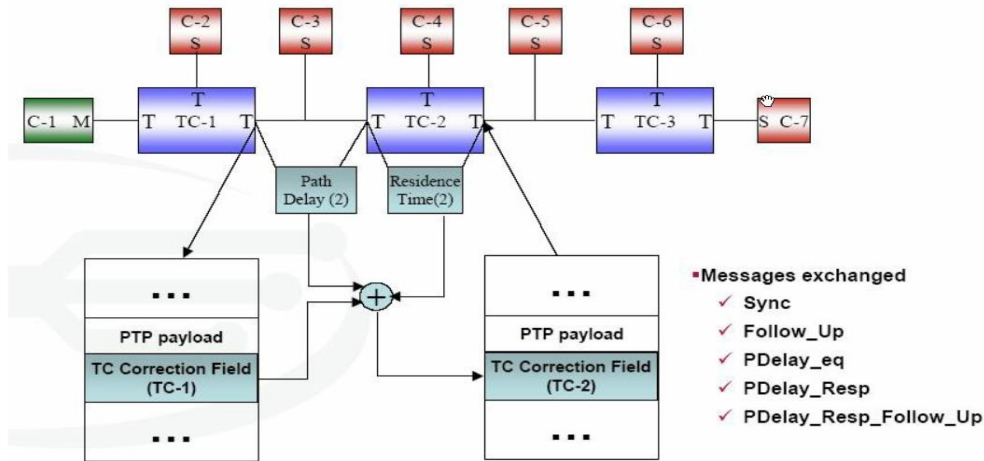 C-2
S
C-3
S
C-4
S
C-5
S
C-6
S
C-1 M
T
T TC-1 T
T
T TC-2 T
T
T TC-3 T
S C-7
Path
Delay (2)
Residence
Time(2)
...
PTP payload
TC Correction Field
(TC-1)
...
+
...
PTP payload
TC Correction Field
(TC-2)
...
▪Messages exchanged
✓ Sync
✓ Follow_Up
✓ PDelay_eq
✓ PDelay_Resp
✓ PDelay_Resp_Follow_Up